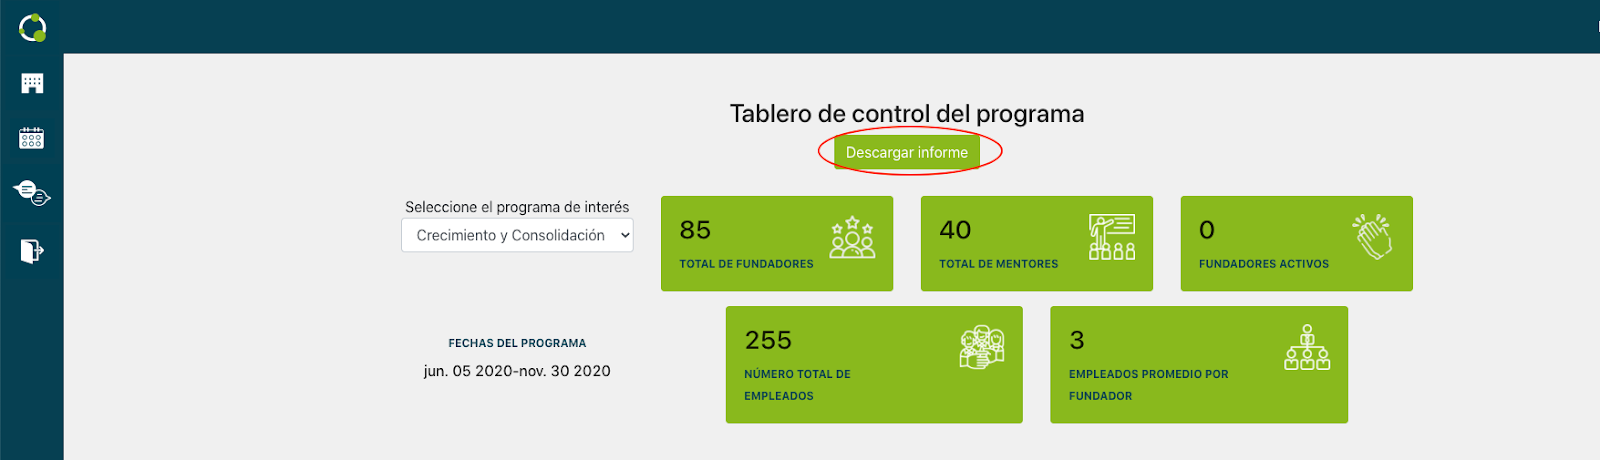 Tablero de control del programa
Descargar informe
Seleccione el programa de interés
Crecimiento y Consolidación
85
TOTAL DE FUNDADORES
40
TOTAL DE MENTORES
0
FUNDADORES ACTIVOS
FECHAS DEL PROGRAMA
jun. 05 2020-nov. 30 2020
255
NÚMERO TOTAL DE
EMPLEADOS
3
EMPLEADOS PROMEDIO POR
FUNDADOR